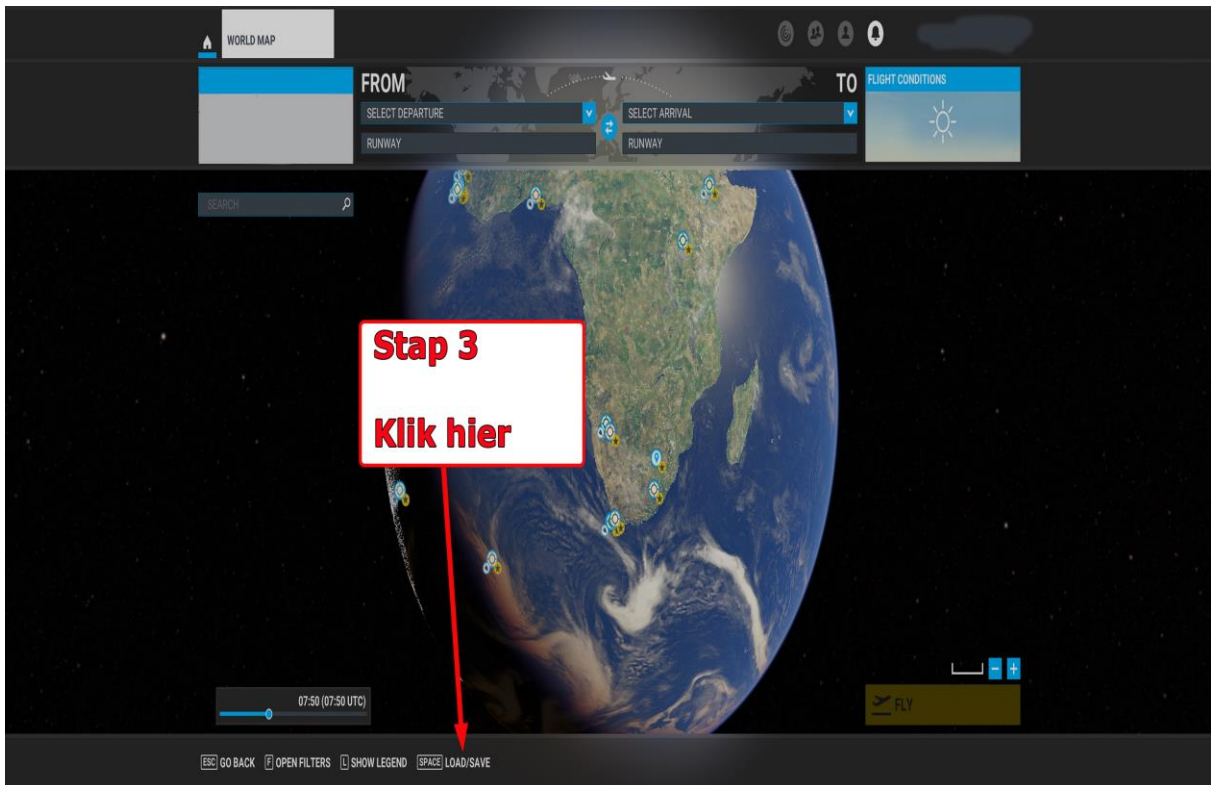 WORLD MAP
FROM
TO
FLIGHT CONDITIONS
SELECT DEPARTURE
SELECT ARRIVAL
RUNWAY
RUNWAY
SEARCH
Stap 3
Klik hier
07:50 (07:50 UTC)
FLY
ESC GO BACK F OPEN FILTERS L SHOW LEGEND SPACE LOAD/SAVE